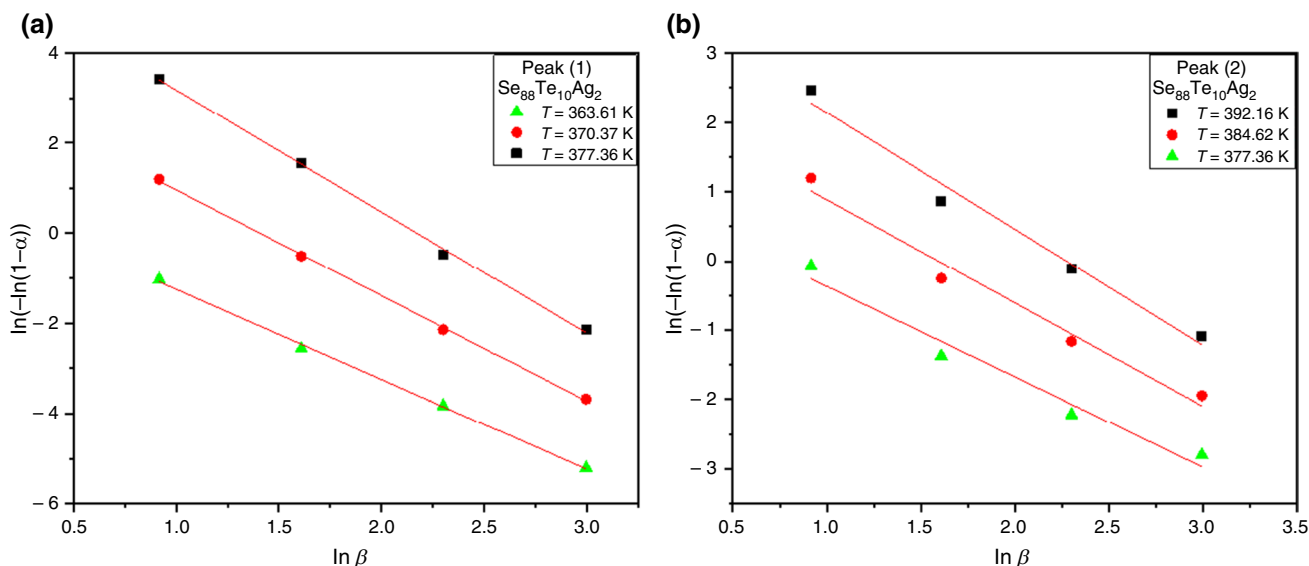 (a)
Peak (1)
Se₈₈Te₁₀Ag₂
T = 363.61 K
T = 370.37 K
T = 377.36 K
4
2
0
−2
−4
−6
ln(−ln(1−α))
0.5 1.0 1.5 2.0 2.5 3.0
ln β
(b)
Peak (2)
Se₈₈Te₁₀Ag₂
T = 392.16 K
T = 384.62 K
T = 377.36 K
3
2
1
0
−1
−2
−3
ln(−ln(1−α))
0.5 1.0 1.5 2.0 2.5 3.0 3.5
ln β